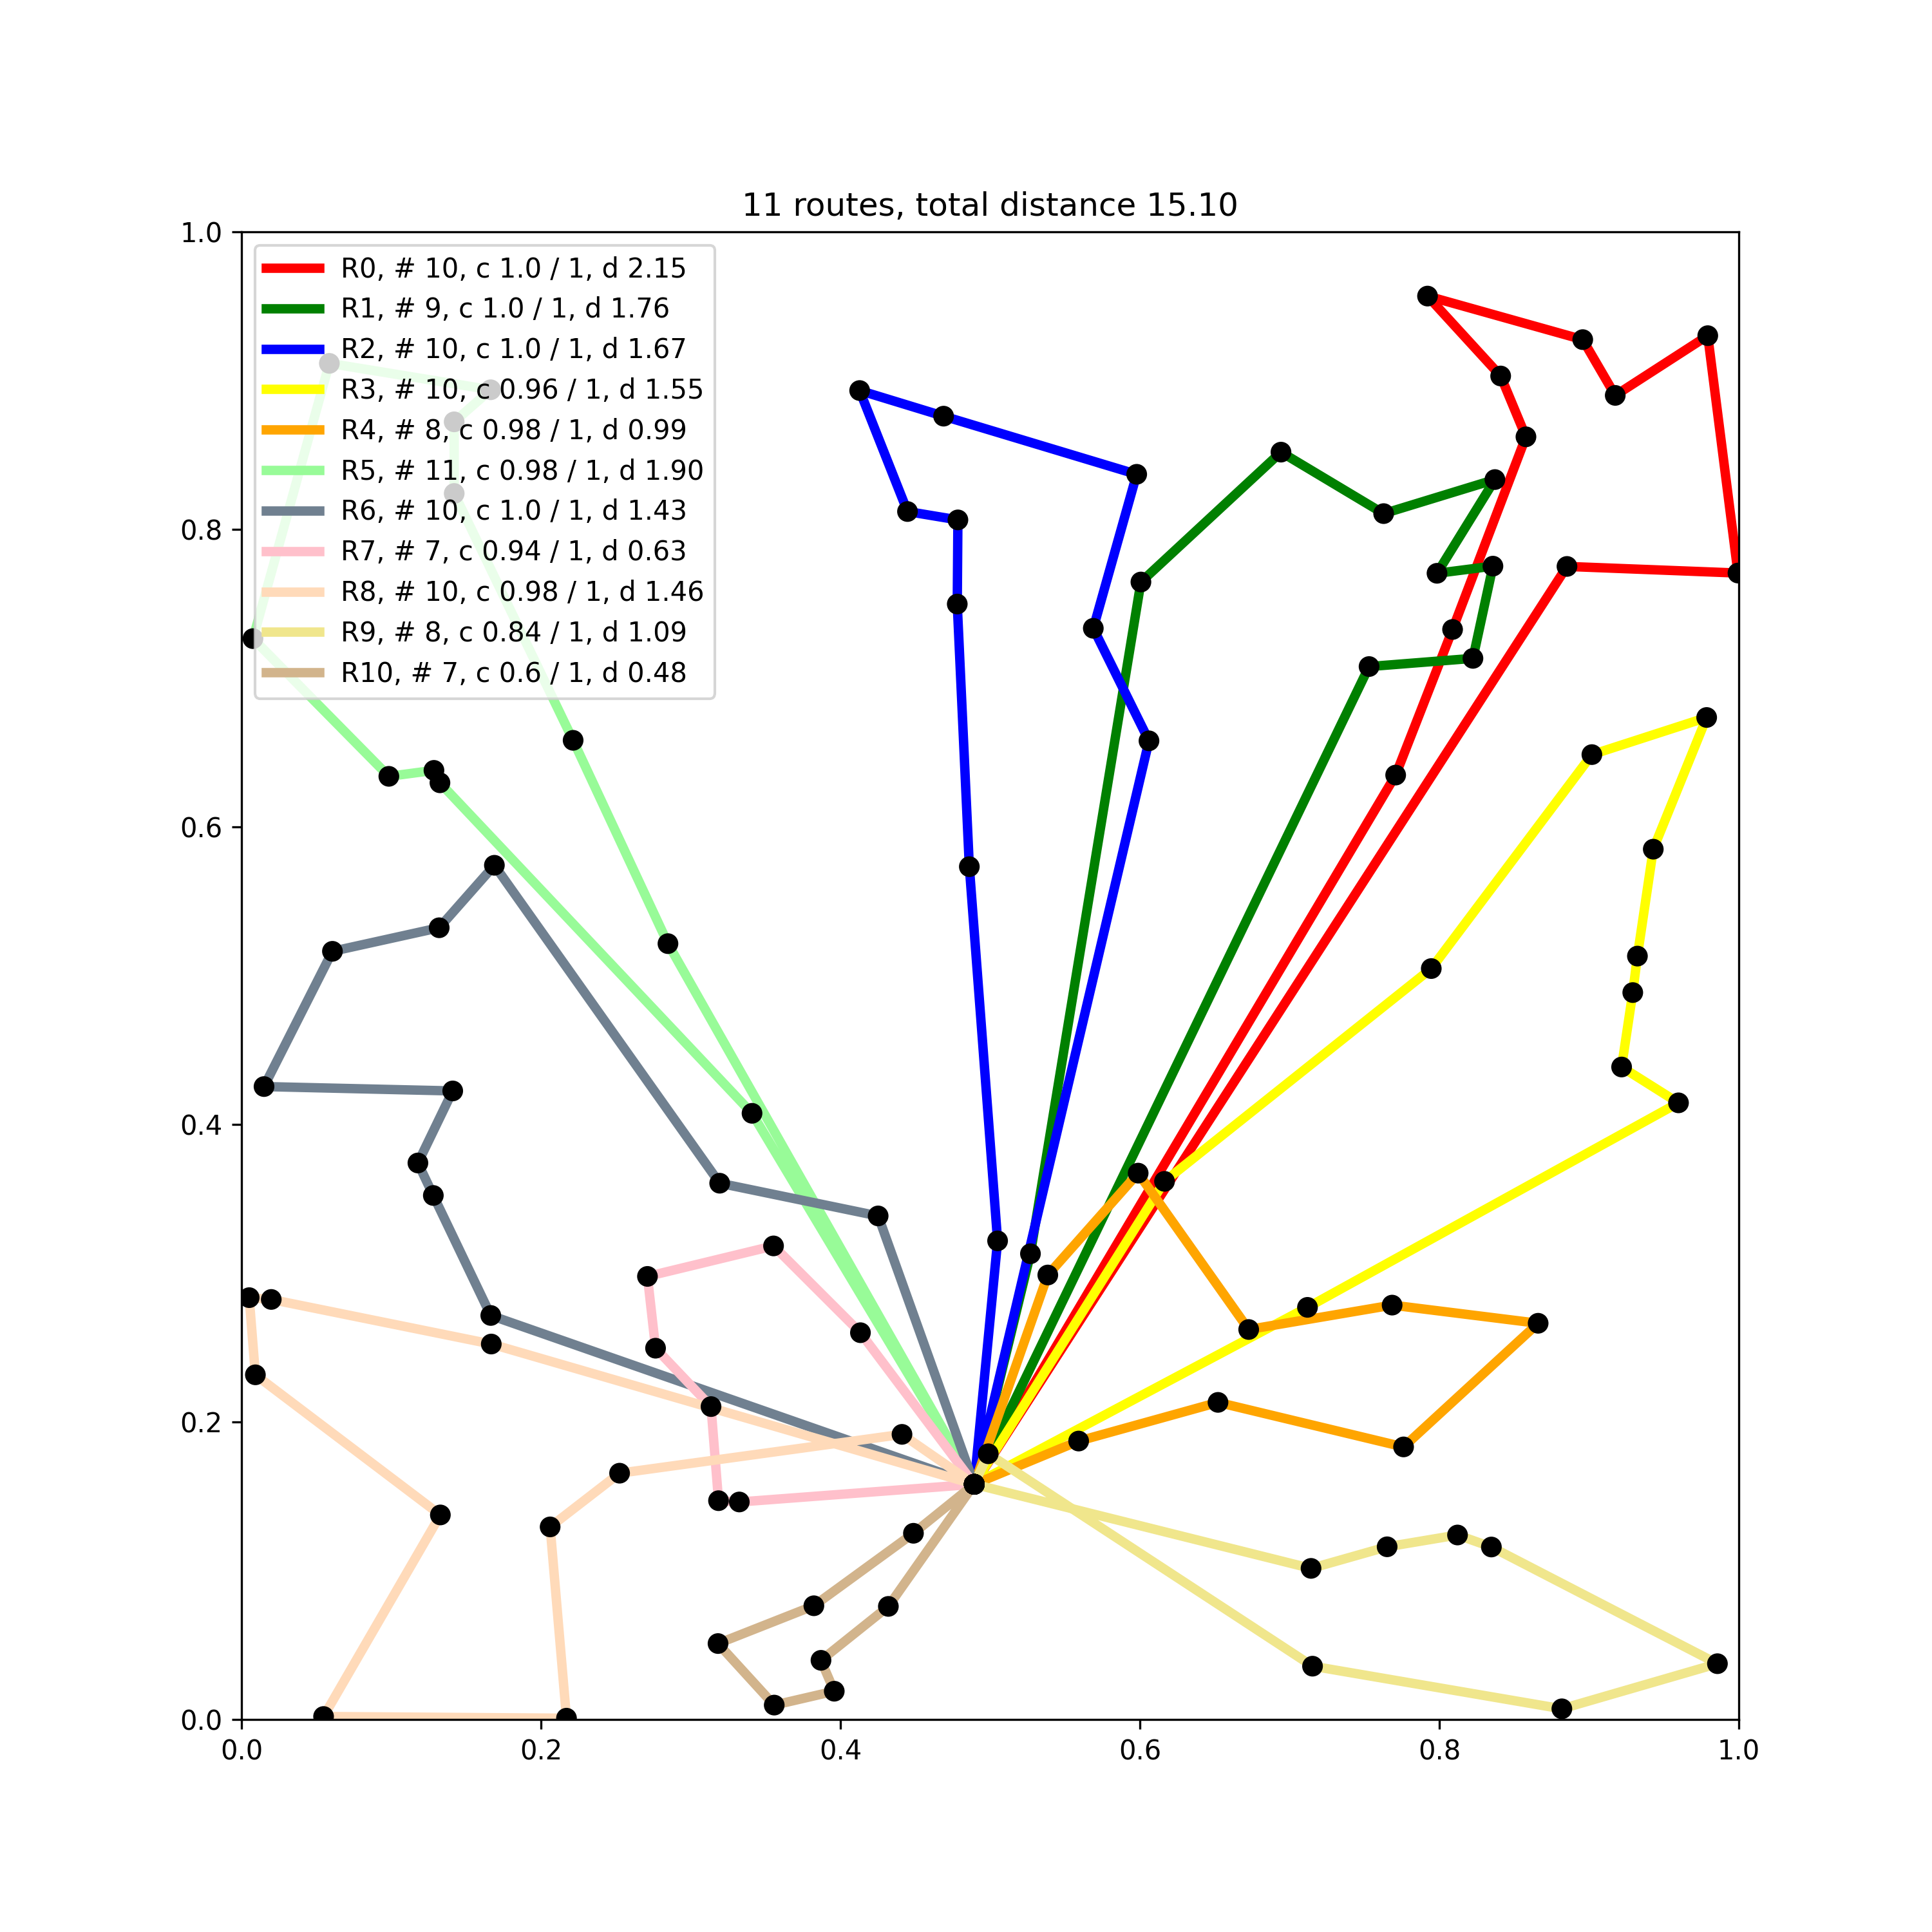 11 routes, total distance 15.10
1.0
0.8
0.6
0.4
0.2
0.0
R0, # 10, c 1.0 / 1, d 2.15
R1, # 9, c 1.0 / 1, d 1.76
R2, # 10, c 1.0 / 1, d 1.67
R3, # 10, c 0.96 / 1, d 1.55
R4, # 8, c 0.98 / 1, d 0.99
R5, # 11, c 0.98 / 1, d 1.90
R6, # 10, c 1.0 / 1, d 1.43
R7, # 7, c 0.94 / 1, d 0.63
R8, # 10, c 0.98 / 1, d 1.46
R9, # 8, c 0.84 / 1, d 1.09
R10, # 7, c 0.6 / 1, d 0.48
0.0 0.2 0.4 0.6 0.8 1.0